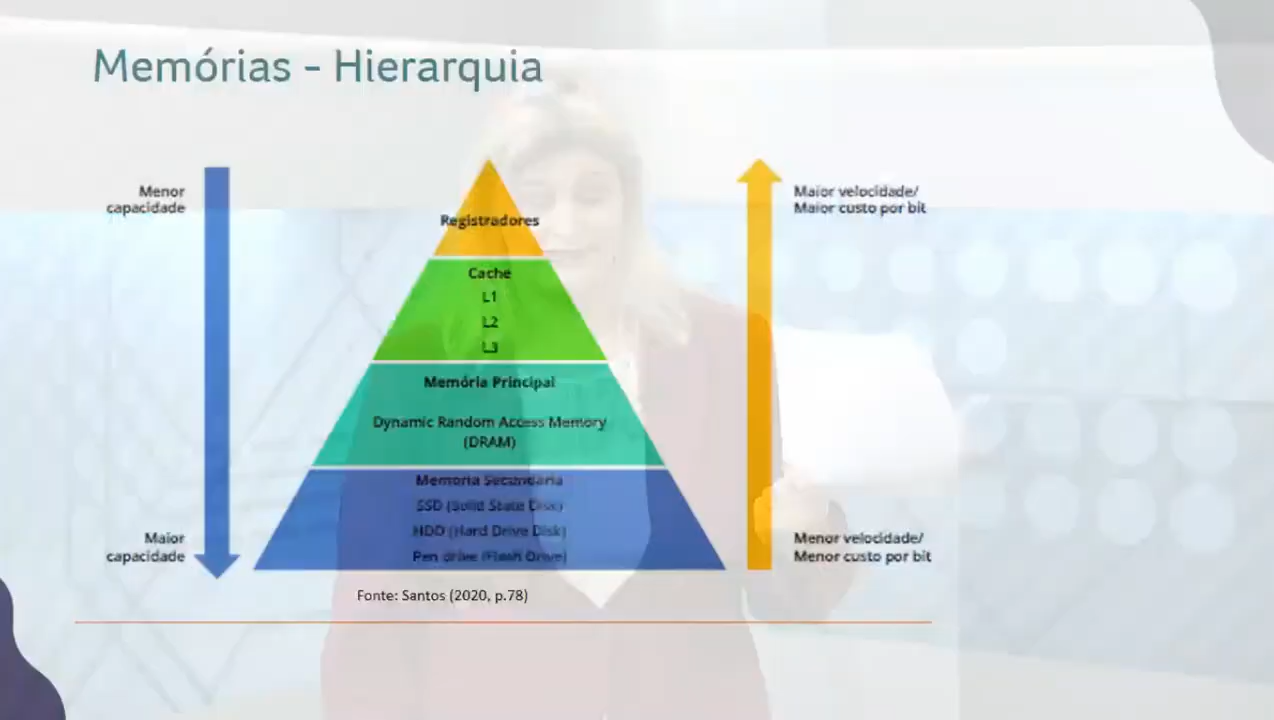 Memórias - Hierarquia
Menor
capacidade
Maior velocidade/
Maior custo por bit
Registradores
Cache
L1
L2
L3
Memória Principal
Dynamic Random Access Memory
(DRAM)
Memória Secundária
SSD (Solid State Disk)
HDD (Hard Drive Disk)
Pen drive (Flash Drive)
Maior
capacidade
Menor velocidade/
Menor custo por bit
Fonte: Santos (2020, p.78)